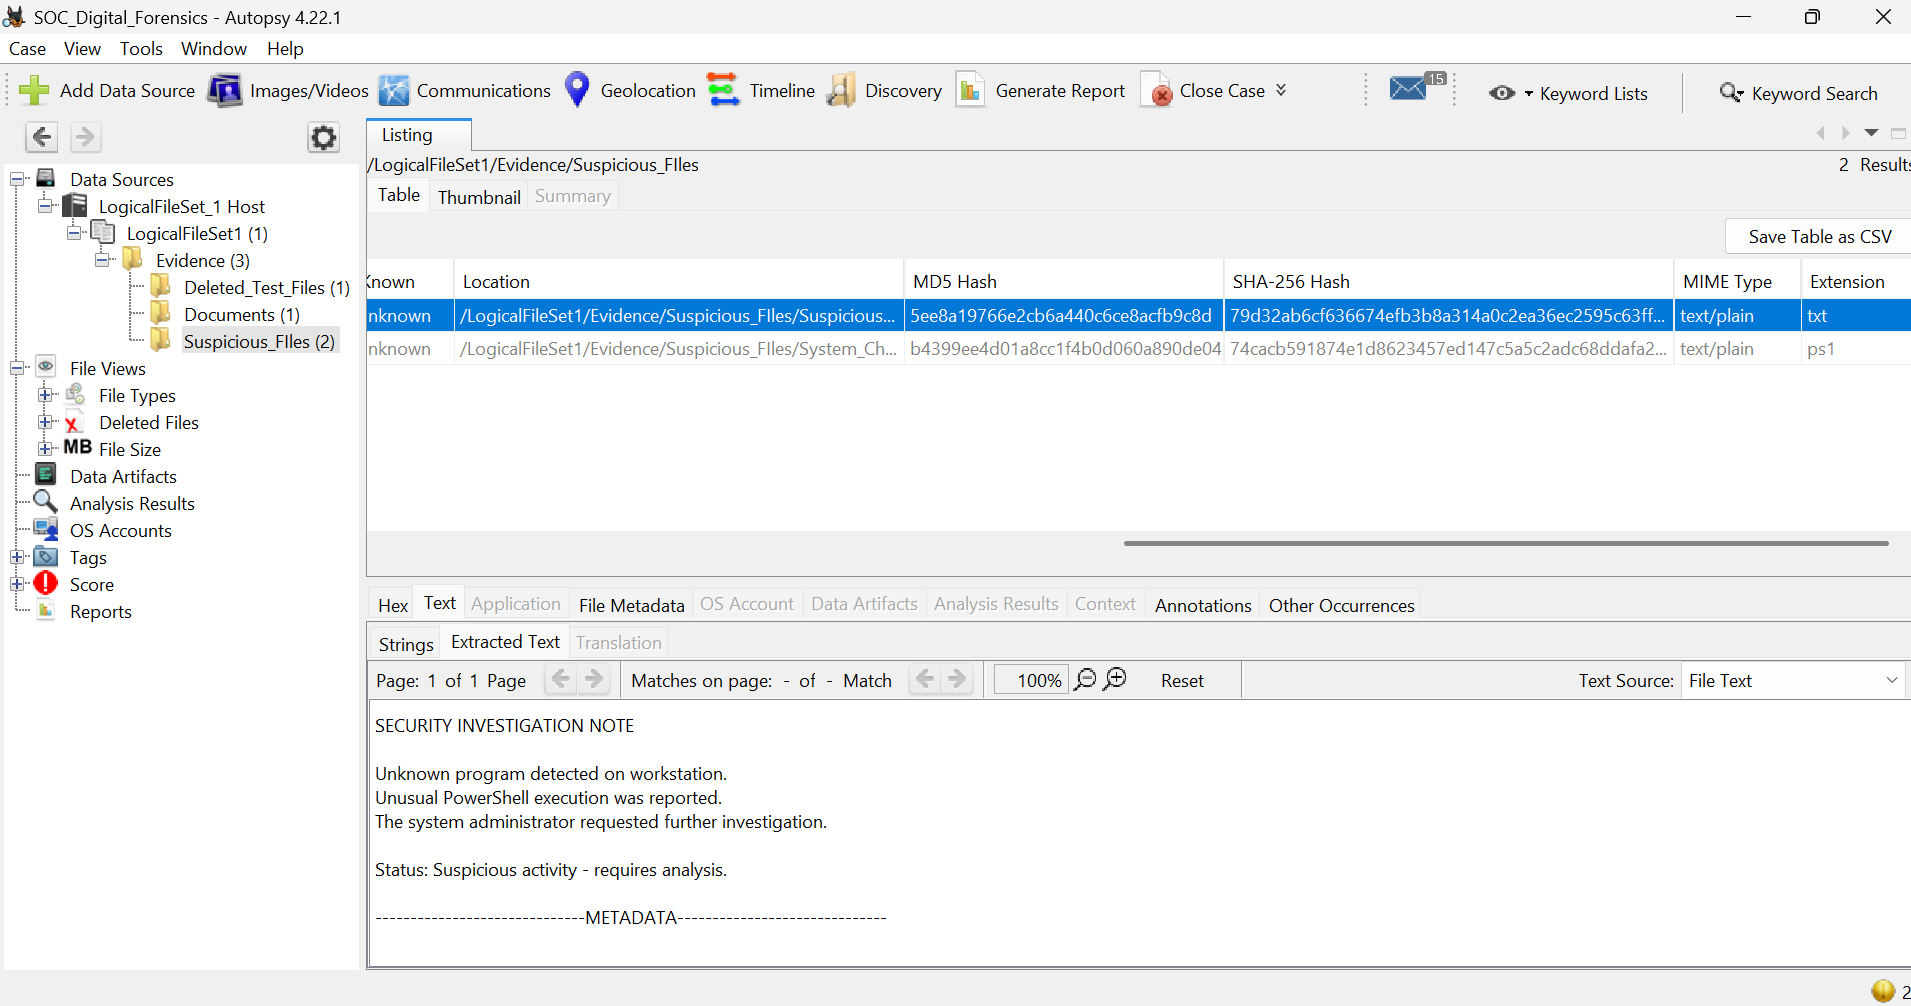 SOC_Digital_Forensics - Autopsy 4.22.1
Case View Tools Window Help
Add Data Source Images/Videos Communications Geolocation Timeline Discovery Generate Report Close Case 15 Keyword Lists Keyword Search
Data Sources
LogicalFileSet_1 Host
LogicalFileSet1 (1)
Evidence (3)
Deleted_Test_Files (1)
Documents (1)
Suspicious_FIles (2)
File Views
File Types
Deleted Files
MB File Size
Data Artifacts
Analysis Results
OS Accounts
Tags
Score
Reports
Listing
/LogicalFileSet1/Evidence/Suspicious_FIles 2 Results
Table Thumbnail Summary
Save Table as CSV
Known Location MD5 Hash SHA-256 Hash MIME Type Extension
nknown /LogicalFileSet1/Evidence/Suspicious_FIles/Suspicious... 5ee8a19766e2cb6a440c6ce8acfb9c8d 79d32ab6cf636674efb3b8a314a0c2ea36ec2595c63ff... text/plain txt
nknown /LogicalFileSet1/Evidence/Suspicious_FIles/System_Ch... b4399ee4d01a8cc1f4b0d060a890de04 74cacb591874e1d8623457ed147c5a5c2adc68ddafa2... text/plain ps1
Hex Text Application File Metadata OS Account Data Artifacts Analysis Results Context Annotations Other Occurrences
Strings Extracted Text Translation
Page: 1 of 1 Page Matches on page: - of - Match 100% Reset Text Source: File Text
SECURITY INVESTIGATION NOTE
Unknown program detected on workstation.
Unusual PowerShell execution was reported.
The system administrator requested further investigation.
Status: Suspicious activity - requires analysis.
------------------------------METADATA------------------------------
2